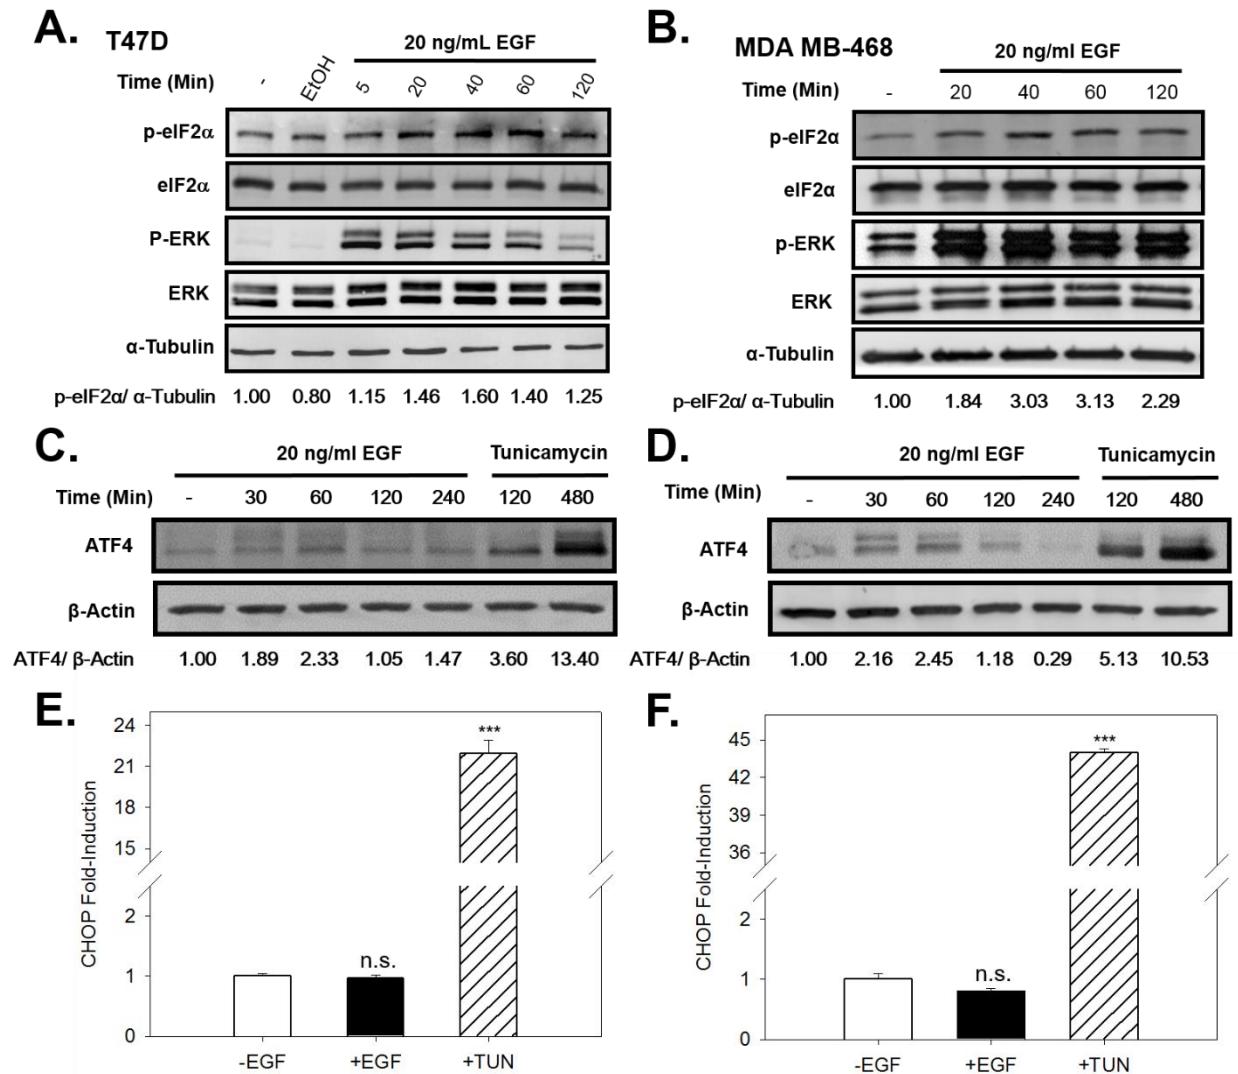 A. T47D
20 ng/mL EGF
Time (Min) - EtOH 5 20 40 60 120
p-eIF2α
eIF2α
P-ERK
ERK
α-Tubulin
p-eIF2α/ α-Tubulin 1.00 0.80 1.15 1.46 1.60 1.40 1.25
B. MDA MB-468
20 ng/ml EGF
Time (Min) - 20 40 60 120
p-eIF2α
eIF2α
p-ERK
ERK
α-Tubulin
p-eIF2α/ α-Tubulin 1.00 1.84 3.03 3.13 2.29
C. 20 ng/ml EGF Tunicamycin
Time (Min) - 30 60 120 240 120 480
ATF4
β-Actin
ATF4/ β-Actin 1.00 1.89 2.33 1.05 1.47 3.60 13.40
D. 20 ng/ml EGF Tunicamycin
Time (Min) - 30 60 120 240 120 480
ATF4
β-Actin
ATF4/ β-Actin 1.00 2.16 2.45 1.18 0.29 5.13 10.53
E.
CHOP Fold-Induction
24
21
18
15
2
1
0
n.s.
***
-EGF +EGF +TUN
F.
CHOP Fold-Induction
45
42
39
36
2
1
0
n.s.
***
-EGF +EGF +TUN